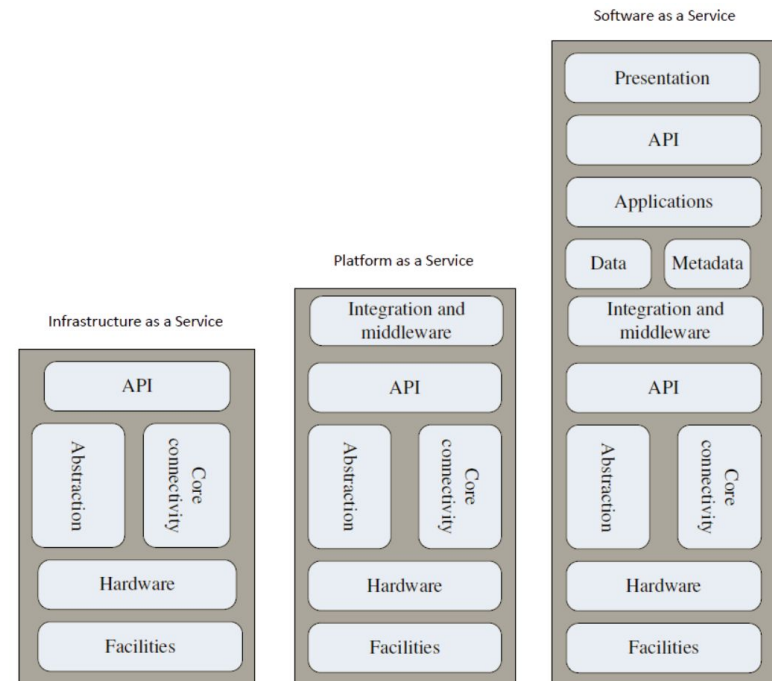 Infrastructure as a Service
API
Abstraction
Core
connectivity
Hardware
Facilities
Platform as a Service
Integration and
middleware
API
Abstraction
Core
connectivity
Hardware
Facilities
Software as a Service
Presentation
API
Applications
Data
Metadata
Integration and
middleware
API
Abstraction
Core
connectivity
Hardware
Facilities